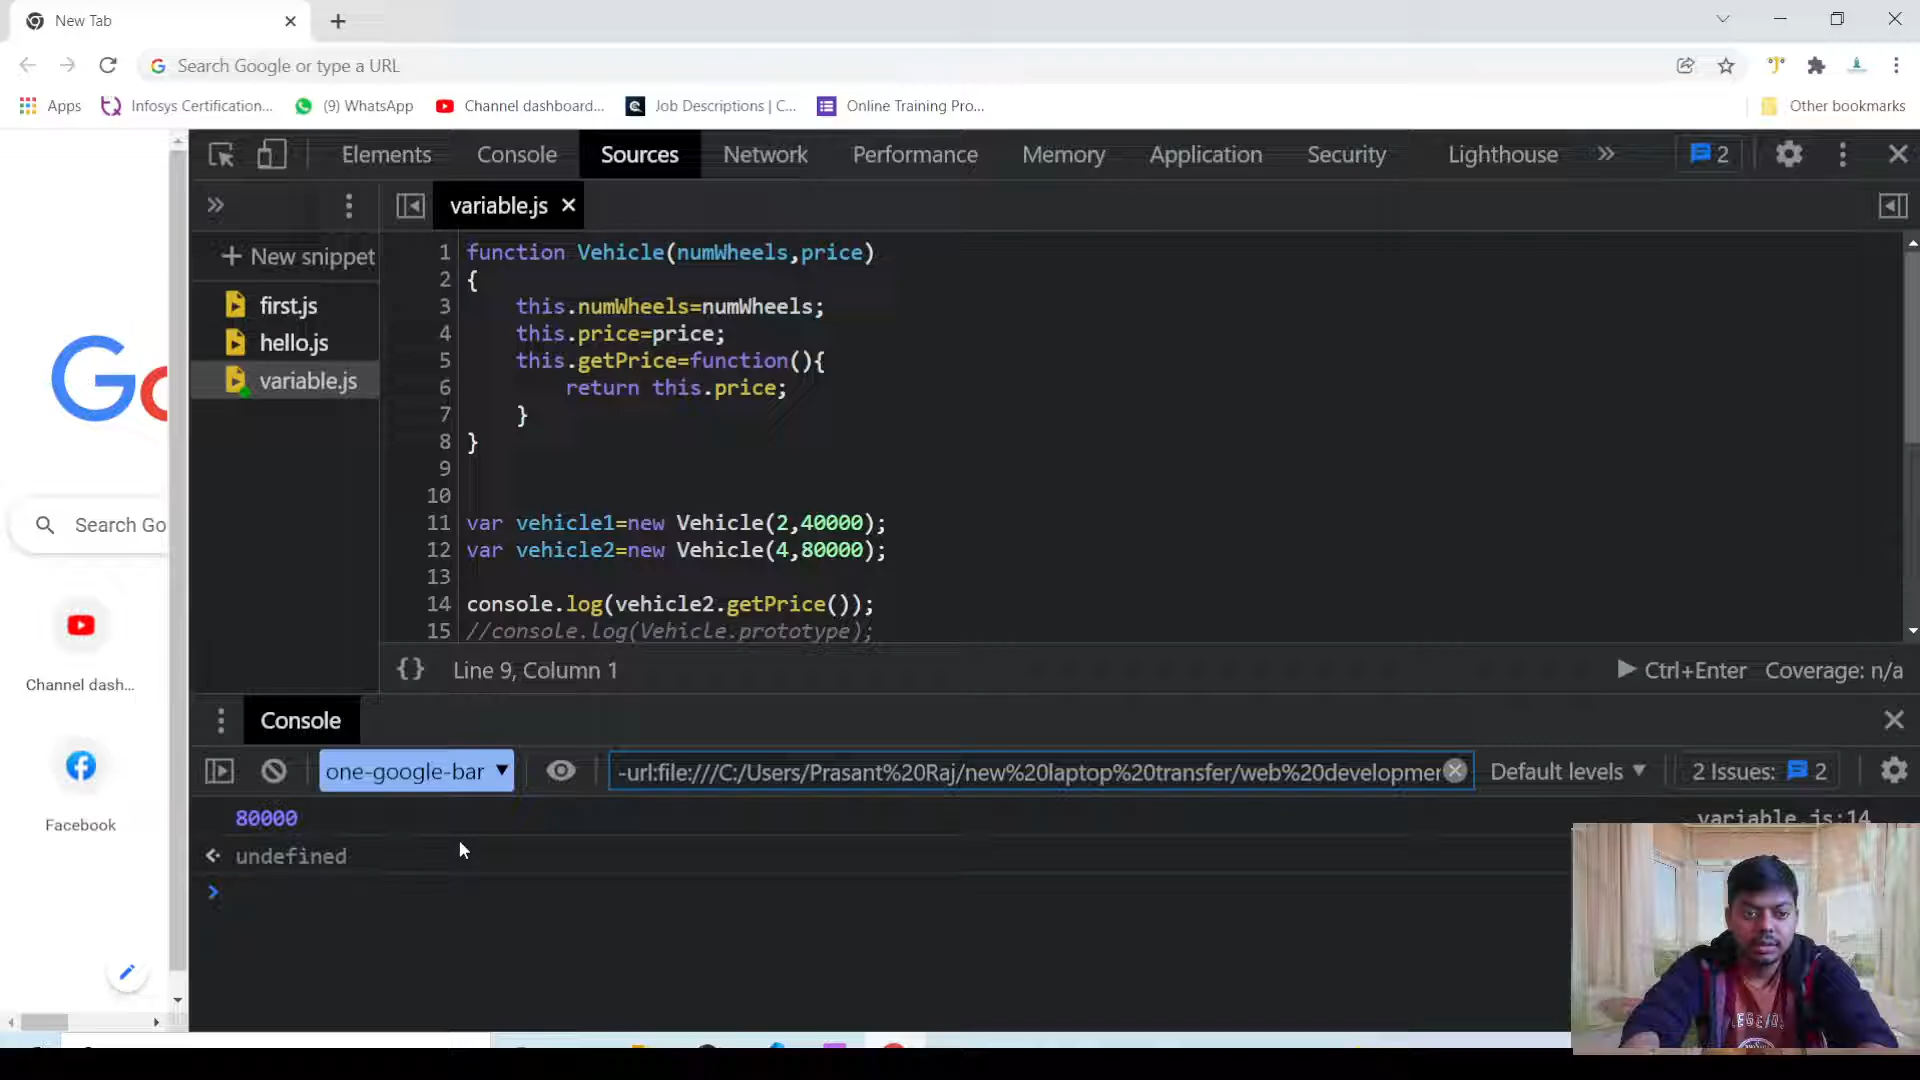 New Tab
Search Google or type a URL
Apps
Infosys Certification...
(9) WhatsApp
Channel dashboard...
Job Descriptions | C...
Online Training Pro...
Other bookmarks
Elements
Console
Sources
Network
Performance
Memory
Application
Security
Lighthouse
2
variable.js
New snippet
first.js
hello.js
variable.js
1 function Vehicle(numWheels,price)
2 {
3 this.numWheels=numWheels;
4 this.price=price;
5 this.getPrice=function(){
6 return this.price;
7 }
8 }
9
10
11 var vehicle1=new Vehicle(2,40000);
12 var vehicle2=new Vehicle(4,80000);
13
14 console.log(vehicle2.getPrice());
15 //console.log(Vehicle.prototype);
{} Line 9, Column 1
Ctrl+Enter
Coverage: n/a
Search Go
Channel dash...
Facebook
Console
one-google-bar
-url:file:///C:/Users/Prasant%20Raj/new%20laptop%20transfer/web%20developmer
Default levels
2 Issues:
2
80000
variable.js:14
undefined